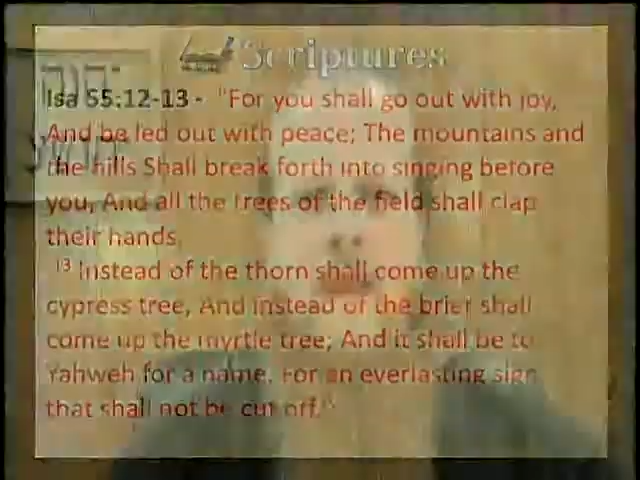 Scriptures
Isa 55:12-13 - "For you shall go out with joy,
And be led out with peace; The mountains and
the hills Shall break forth into singing before
you, And all the trees of the field shall clap
their hands.
13 Instead of the thorn shall come up the
cypress tree, And instead of the brier shall
come up the myrtle tree; And it shall be to
Yahweh for a name, For an everlasting sign
that shall not be cut off."